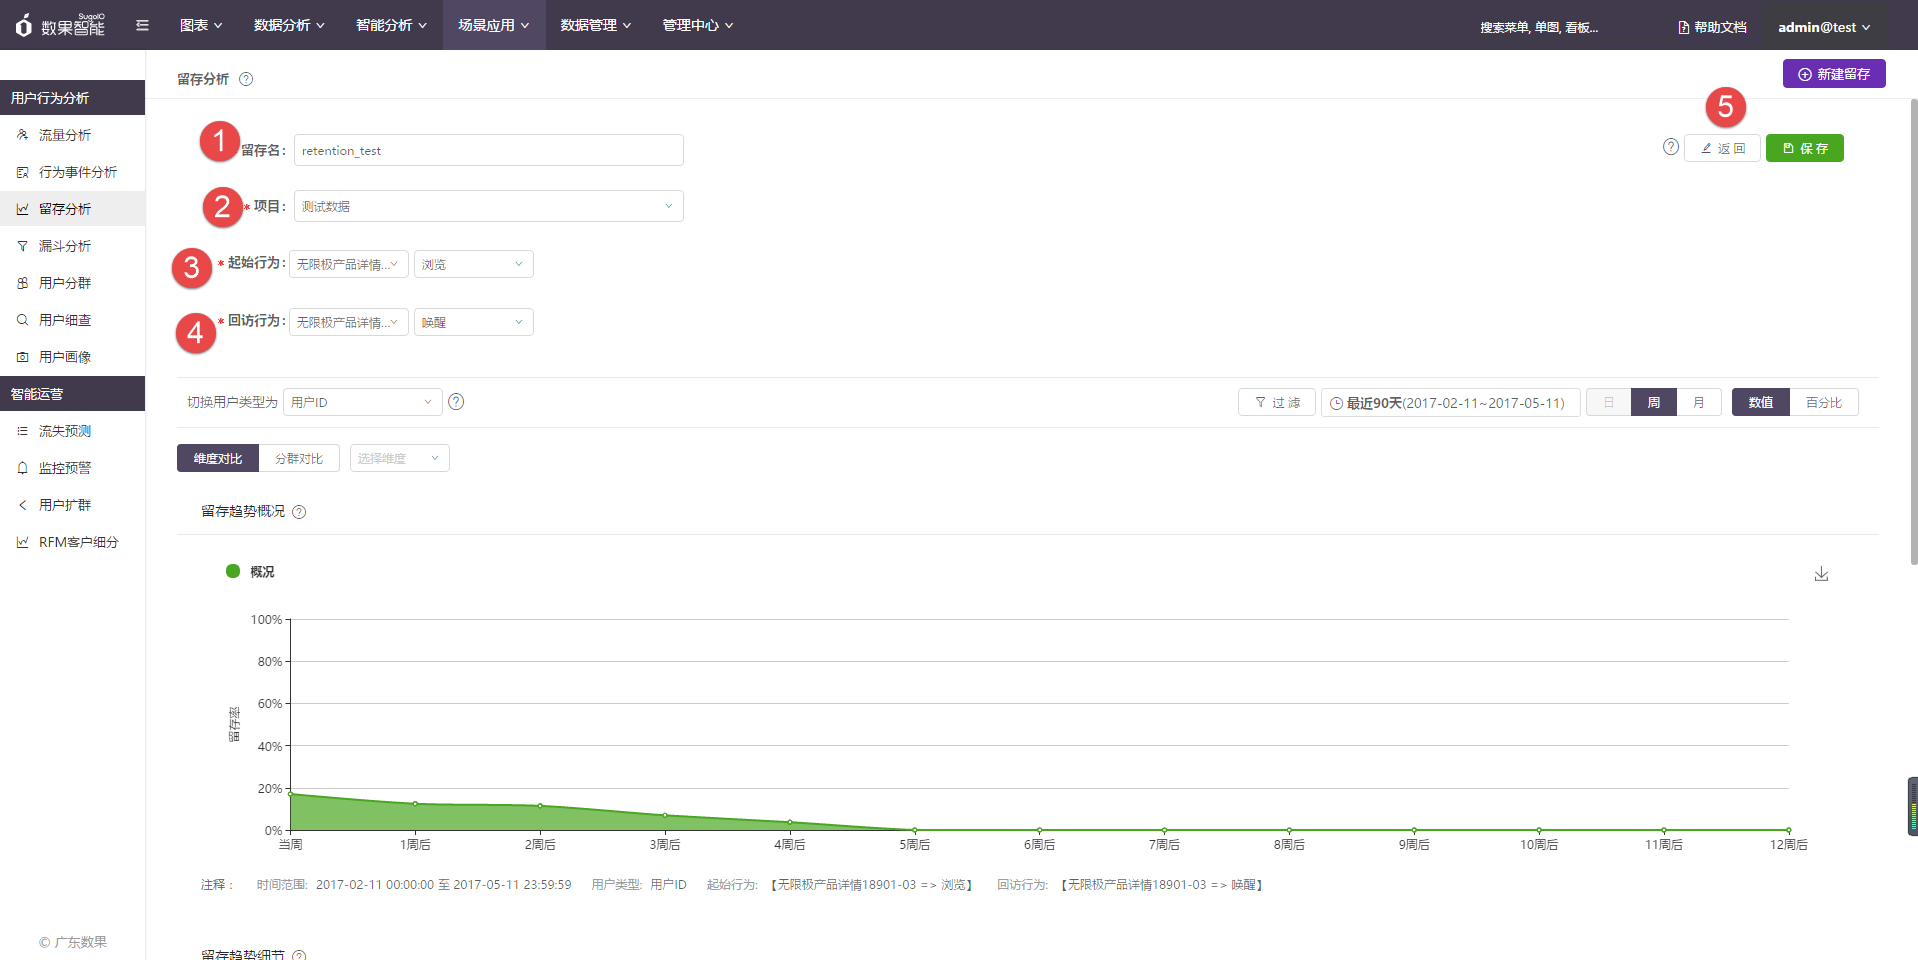 SugoIO
数果智能
图表
数据分析
智能分析
场景应用
数据管理
管理中心
搜索菜单, 单图, 看板...
帮助文档
admin@test
用户行为分析
流量分析
行为事件分析
留存分析
漏斗分析
用户分群
用户细查
用户画像
智能运营
流失预测
监控预警
用户扩群
RFM客户细分
© 广东数果
留存分析 ?
新建留存
1
留存名:
retention_test
5
?
返 回
保 存
2
* 项目:
测试数据
3
* 起始行为:
无限极产品详情...
浏览
4
* 回访行为:
无限极产品详情...
唤醒
切换用户类型为
用户ID
?
过 滤
最近90天(2017-02-11~2017-05-11)
日
周
月
数值
百分比
维度对比
分群对比
选择维度
留存趋势概况 ?
概况
留存率
100%
80%
60%
40%
20%
0%
当周
1周后
2周后
3周后
4周后
5周后
6周后
7周后
8周后
9周后
10周后
11周后
12周后
注释： 时间范围: 2017-02-11 00:00:00 至 2017-05-11 23:59:59 用户类型: 用户ID 起始行为: 【无限极产品详情18901-03 => 浏览】 回访行为: 【无限极产品详情18901-03 => 唤醒】
留存趋势细节 ?